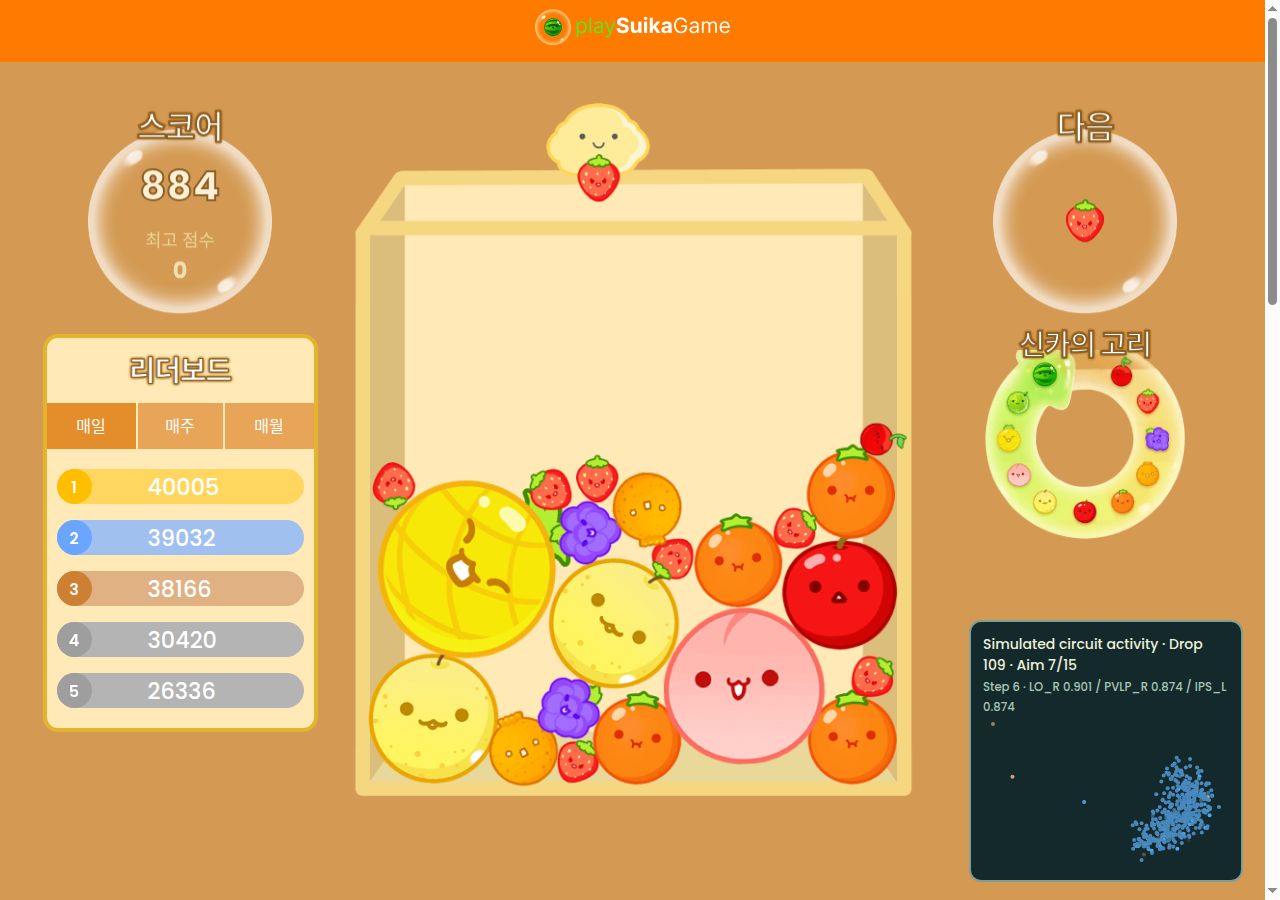 playSuikaGame
스코어
884
최고 점수
0
다음
신카의 고리
리더보드
매일 매주 매월
1 40005
2 39032
3 38166
4 30420
5 26336
Simulated circuit activity · Drop
109 · Aim 7/15
Step 6 · LO_R 0.901 / PVLP_R 0.874 / IPS_L
0.874